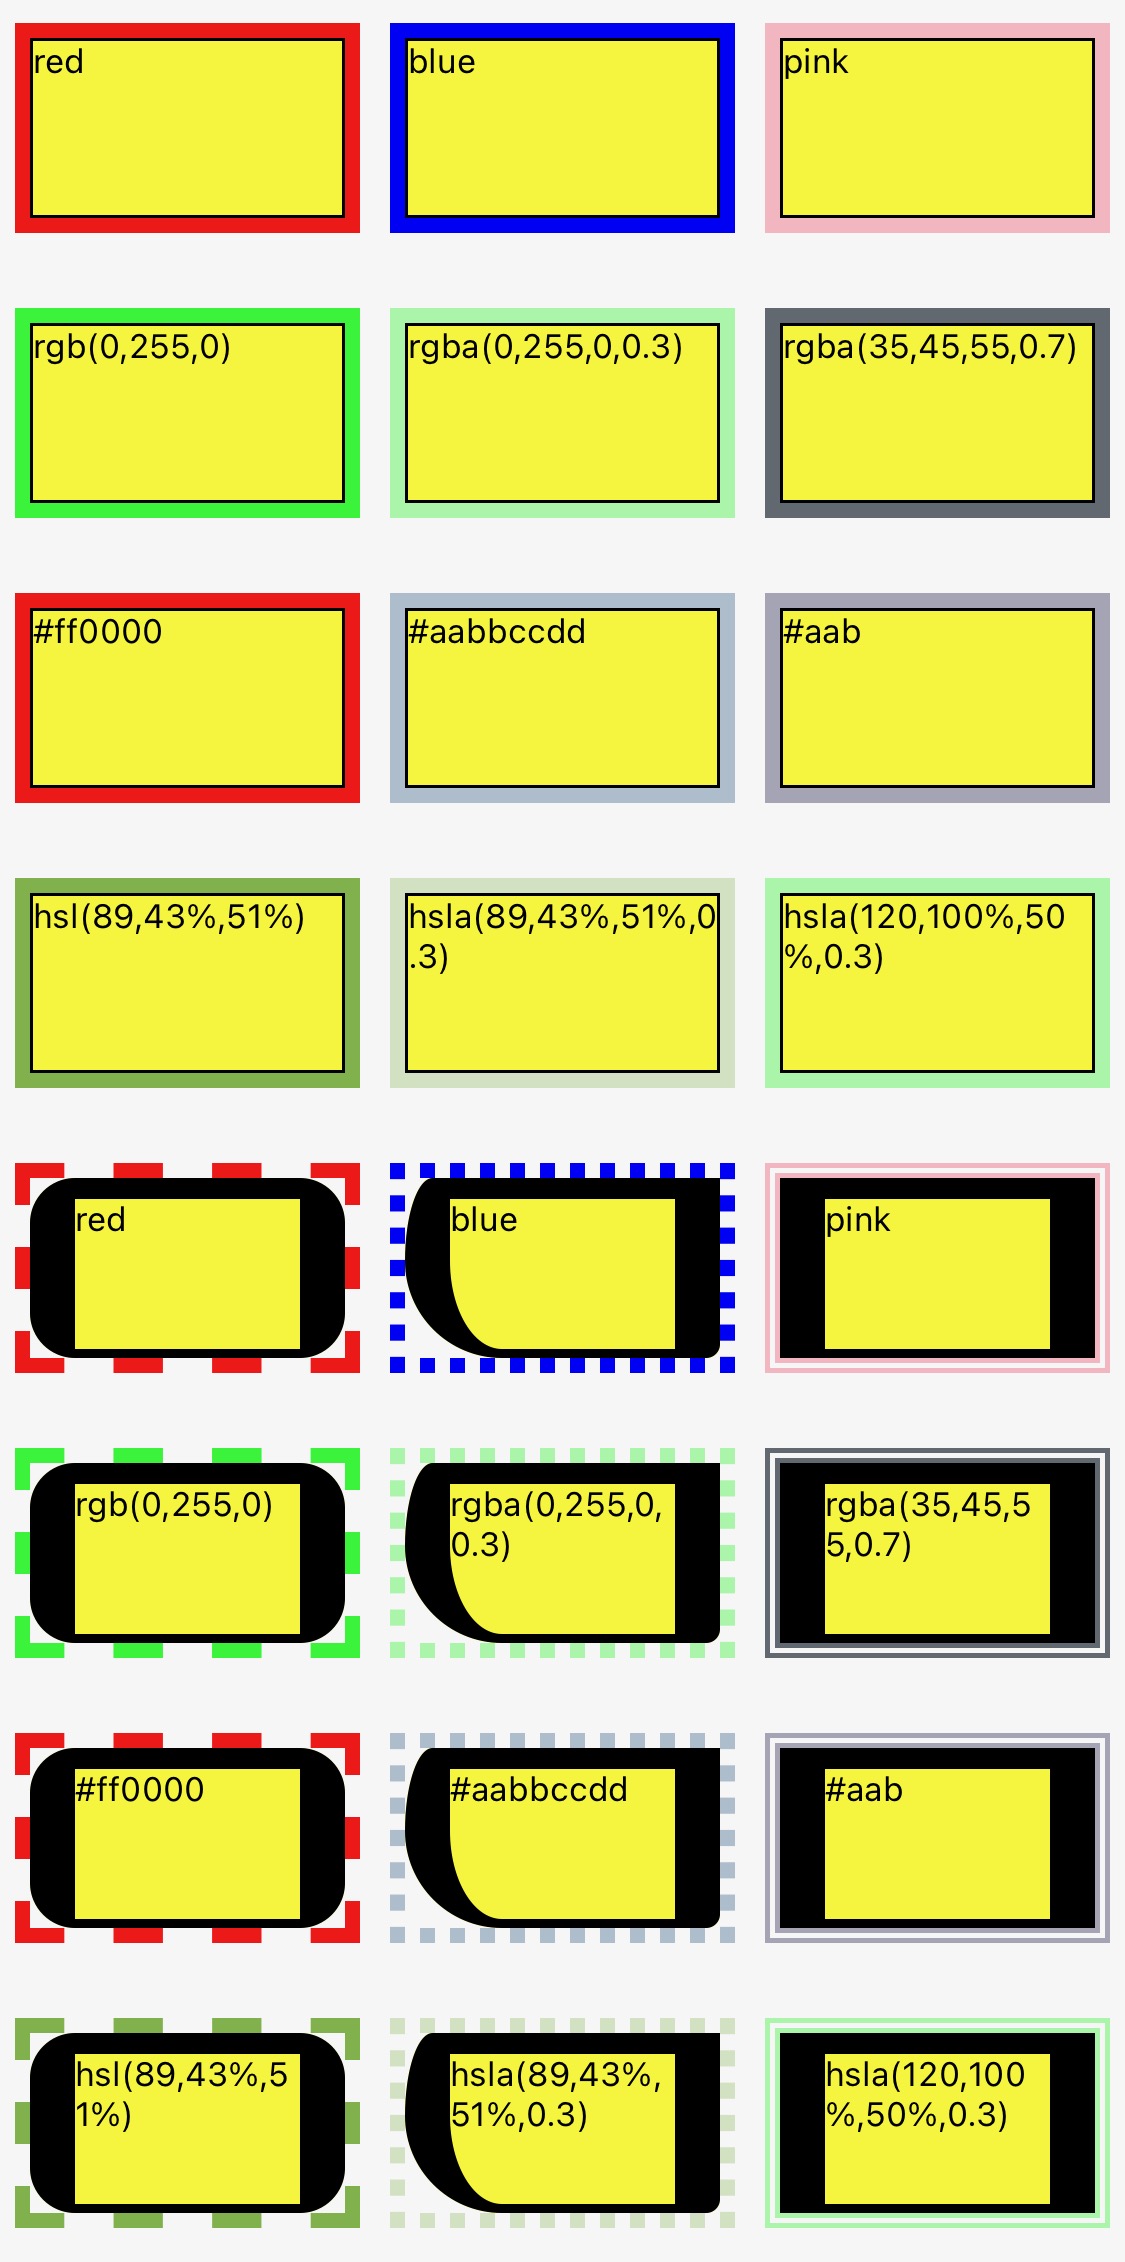 red
blue
pink
rgb(0,255,0)
rgba(0,255,0,0.3)
rgba(35,45,55,0.7)
#ff0000
#aabbccdd
#aab
hsl(89,43%,51%)
hsla(89,43%,51%,0
.3)
hsla(120,100%,50
%,0.3)
red
blue
pink
rgb(0,255,0)
rgba(0,255,0,
0.3)
rgba(35,45,5
5,0.7)
#ff0000
#aabbccdd
#aab
hsl(89,43%,5
1%)
hsla(89,43%,
51%,0.3)
hsla(120,100
%,50%,0.3)